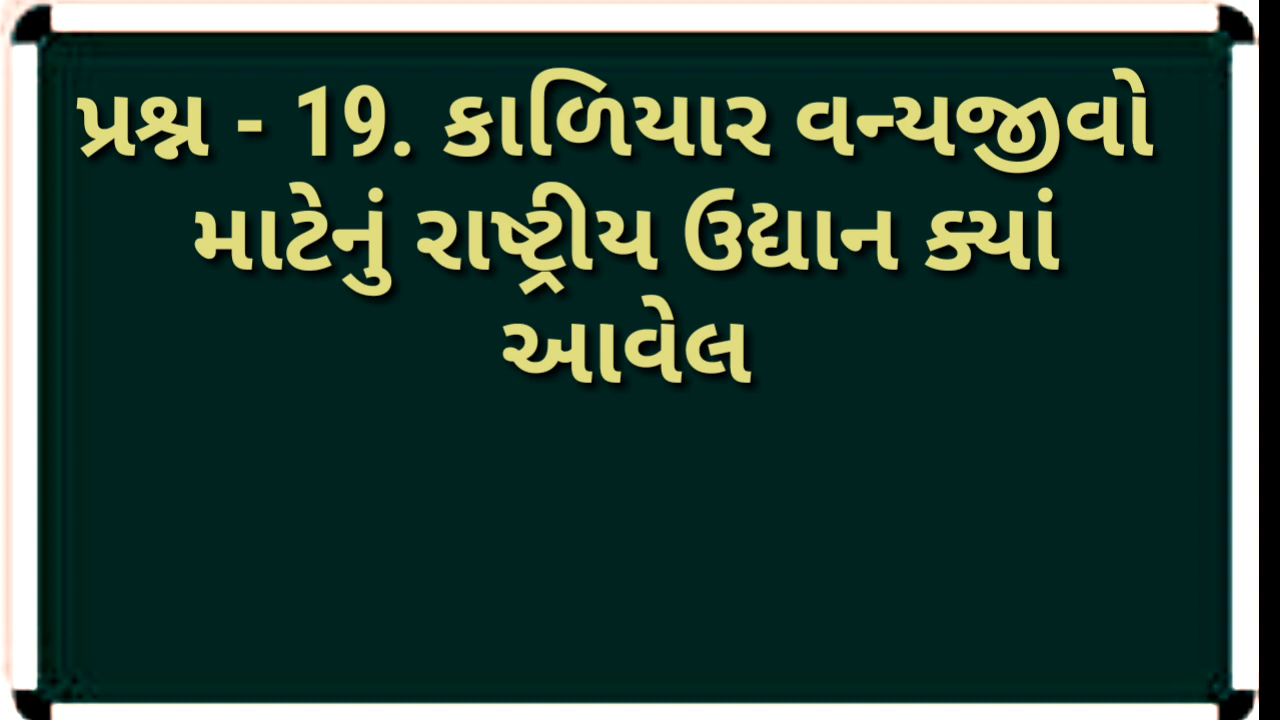 પ્રશ્ન - 19. કાળિયાર વન્યજીવો
માટેનું રાષ્ટ્રીય ઉદ્યાન ક્યાં
આવેલ